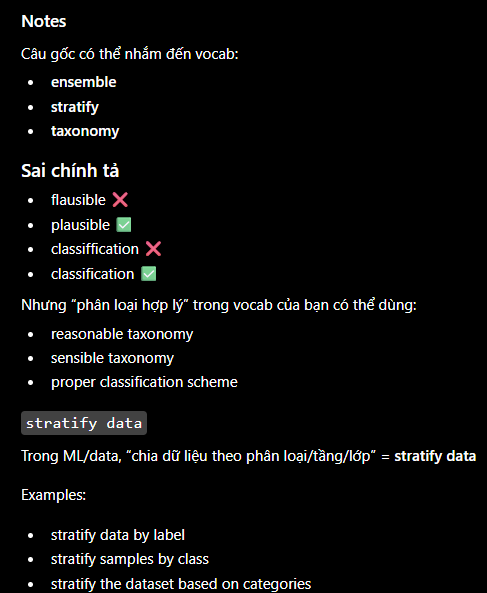 Notes
Câu gốc có thể nhắm đến vocab:
• ensemble
• stratify
• taxonomy
Sai chính tả
• flausible ❌
• plausible ✅
• classiffication ❌
• classification ✅
Nhưng “phân loại hợp lý” trong vocab của bạn có thể dùng:
• reasonable taxonomy
• sensible taxonomy
• proper classification scheme
stratify data
Trong ML/data, “chia dữ liệu theo phân loại/tầng/lớp” = stratify data
Examples:
• stratify data by label
• stratify samples by class
• stratify the dataset based on categories